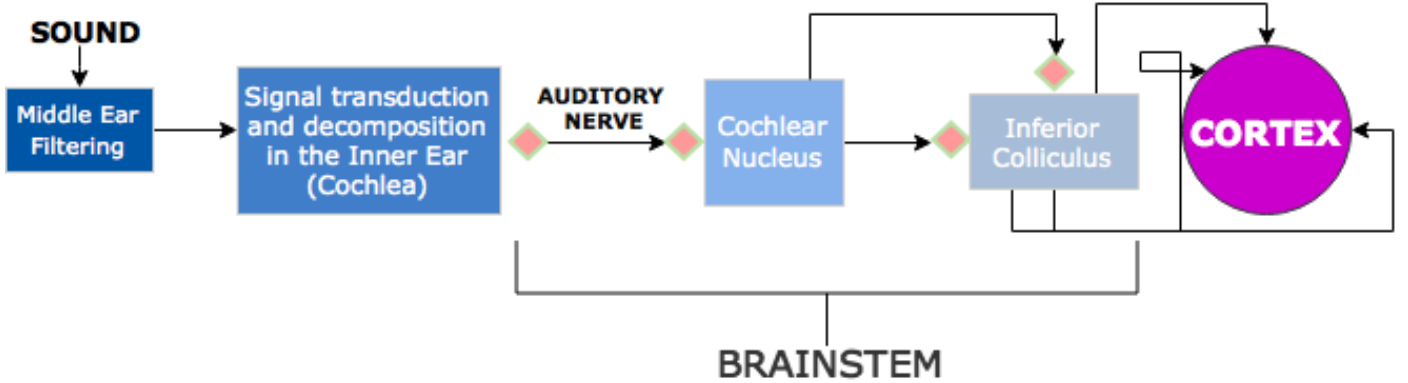 SOUND
Middle Ear
Filtering
Signal transduction
and decomposition
in the Inner Ear
(Cochlea)
AUDITORY
NERVE
Cochlear
Nucleus
Inferior
Colliculus
CORTEX
BRAINSTEM